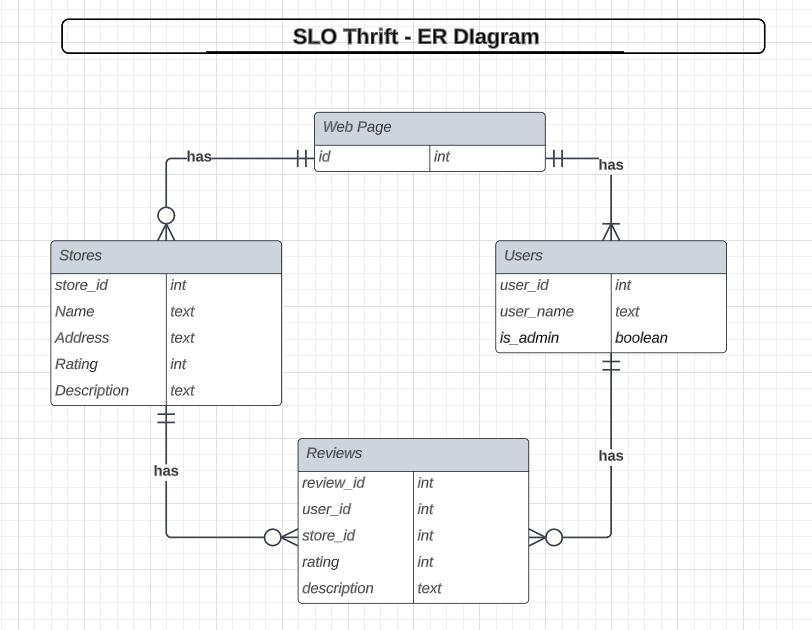 SLO Thrift - ER DIagram
Web Page
id int
has
has
Stores
store_id int
Name text
Address text
Rating int
Description text
Users
user_id int
user_name text
is_admin boolean
has
has
Reviews
review_id int
user_id int
store_id int
rating int
description text